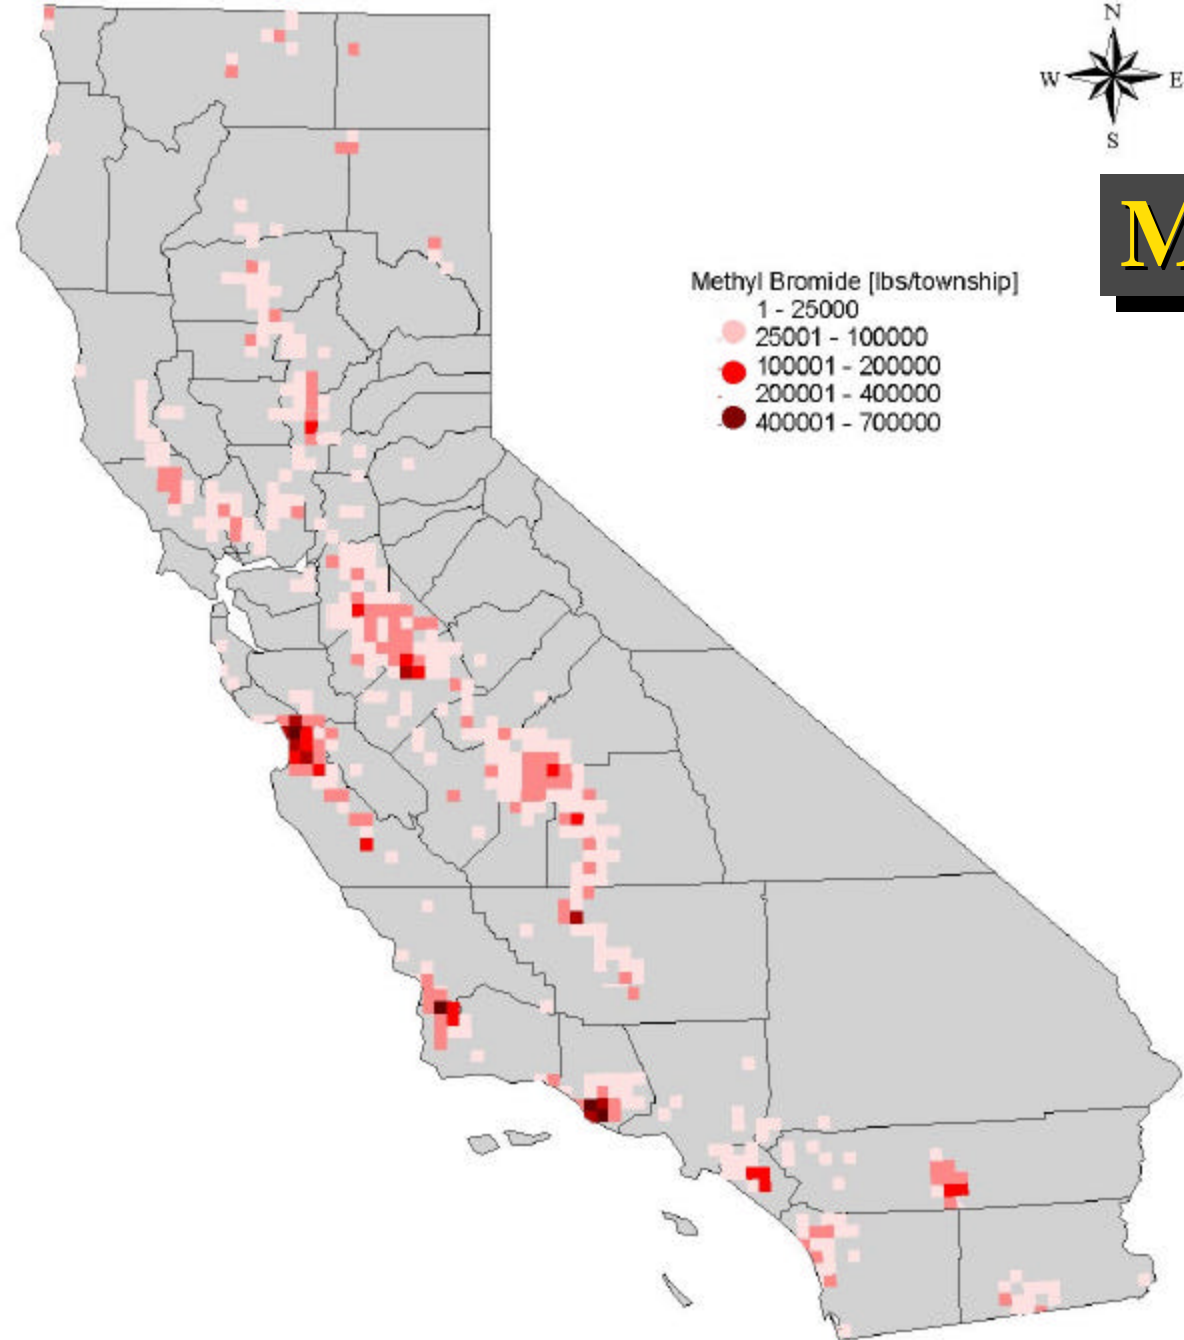 N
W E
S
M
Methyl Bromide [lbs/township]
1 - 25000
25001 - 100000
100001 - 200000
200001 - 400000
400001 - 700000